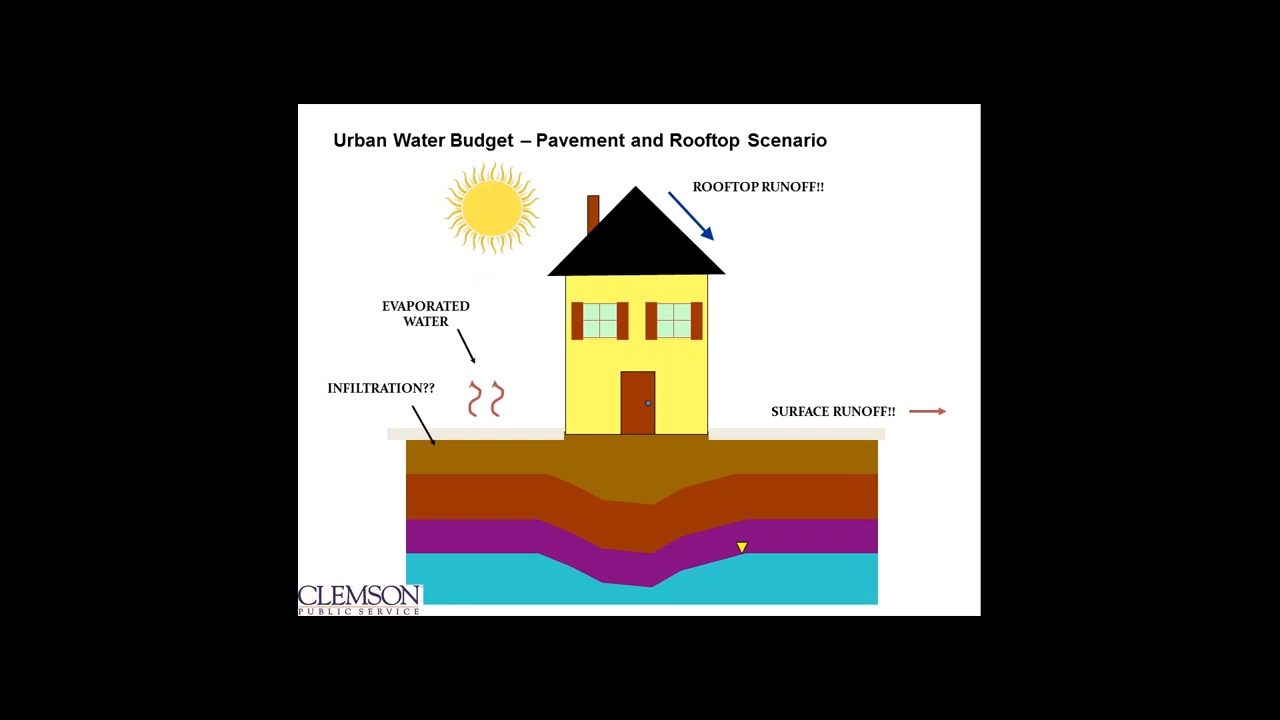 Urban Water Budget – Pavement and Rooftop Scenario
ROOFTOP RUNOFF!!
EVAPORATED
WATER
INFILTRATION??
SURFACE RUNOFF!!
CLEMSON
PUBLIC SERVICE